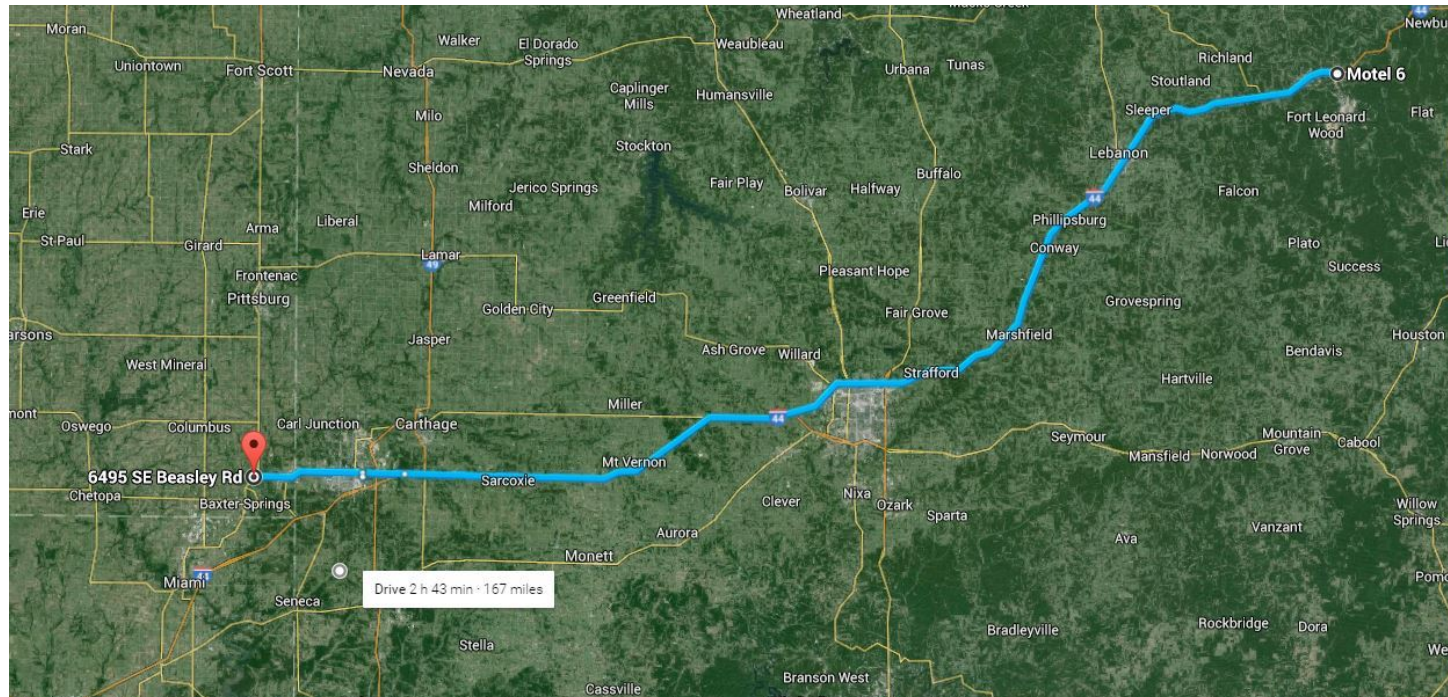 Wheatland
44
Newbu
Moran
Walker
El Dorado
Springs
Weaubleau
Uniontown
Fort Scott
Nevada
Urbana
Tunas
Richland
Stoutland
Motel 6
Caplinger
Mills
Humansville
Milo
Sleeper
Fort Leonard
Wood
Flat
Stark
Stockton
Lebanon
Sheldon
Buffalo
Jerico Springs
Fair Play
Bolivar
Halfway
Falcon
Erie
Liberal
Milford
44
Arma
Phillipsburg
St Paul
Girard
Lamar
Conway
Plato
Frontenac
49
Pleasant Hope
Success
Pittsburg
Golden City
Greenfield
Fair Grove
Grovespring
arsons
Jasper
Marshfield
Houston
West Mineral
Ash Grove
Willard
Bendavis
Strafford
Hartville
mont
Oswego
Columbus
Carl Junction
Carthage
Miller
44
Seymour
Mountain
Grove
Cabool
6495 SE Beasley Rd
Mt Vernon
Mansfield
Norwood
Chetopa
Sarcoxie
Baxter Springs
Clever
Nixa
Ozark
Willow
Springs
Sparta
Aurora
Vanzant
Ava
Monett
Miami
44
Drive 2 h 43 min · 167 miles
Pomo
Seneca
Bradleyville
Rockbridge
Dora
Stella
We
Branson West
Cassville